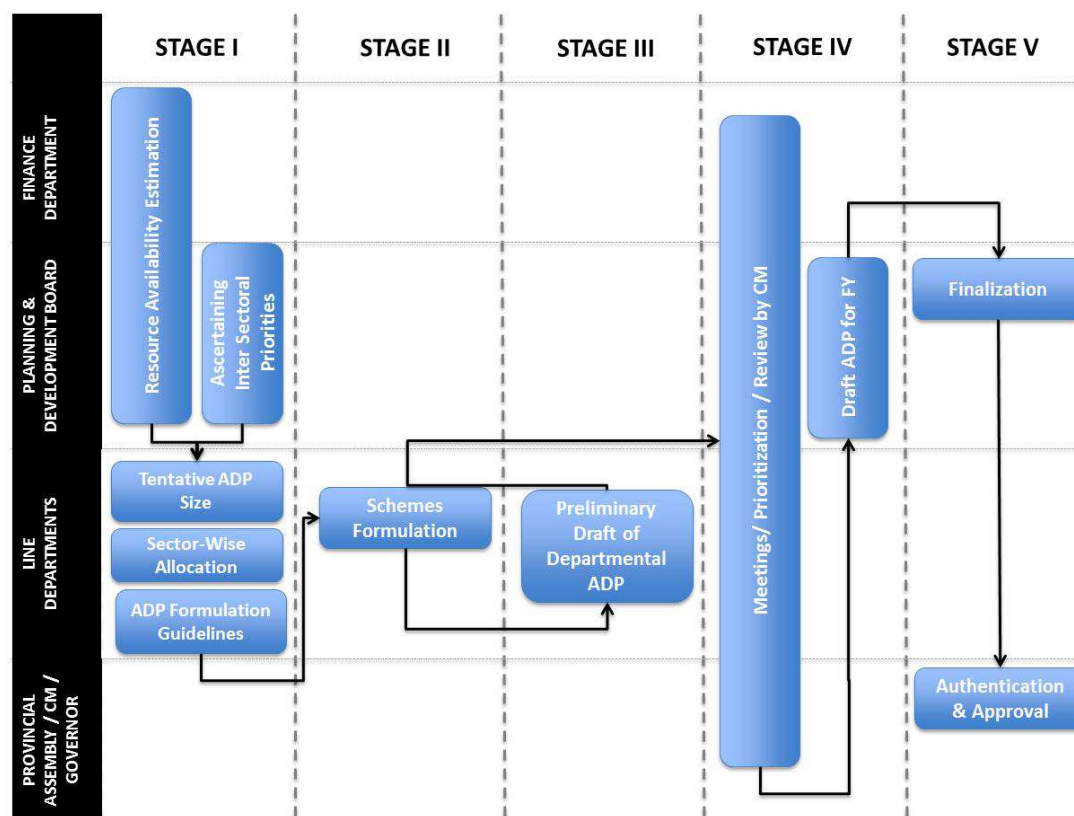 STAGE I
STAGE II
STAGE III
STAGE IV
STAGE V
FINANCE
DEPARTMENT
PLANNING &
DEVELOPMENT BOARD
LINE
DEPARTMENTS
PROVINCIAL
ASSEMBLY / CM /
GOVERNOR
Resource Availability Estimation
Ascertaining
Inter Sectoral
Priorities
Tentative ADP
Size
Sector-Wise
Allocation
ADP Formulation
Guidelines
Schemes
Formulation
Preliminary
Draft of
Departmental
ADP
Meetings/ Prioritization / Review by CM
Draft ADP for FY
Finalization
Authentication
& Approval